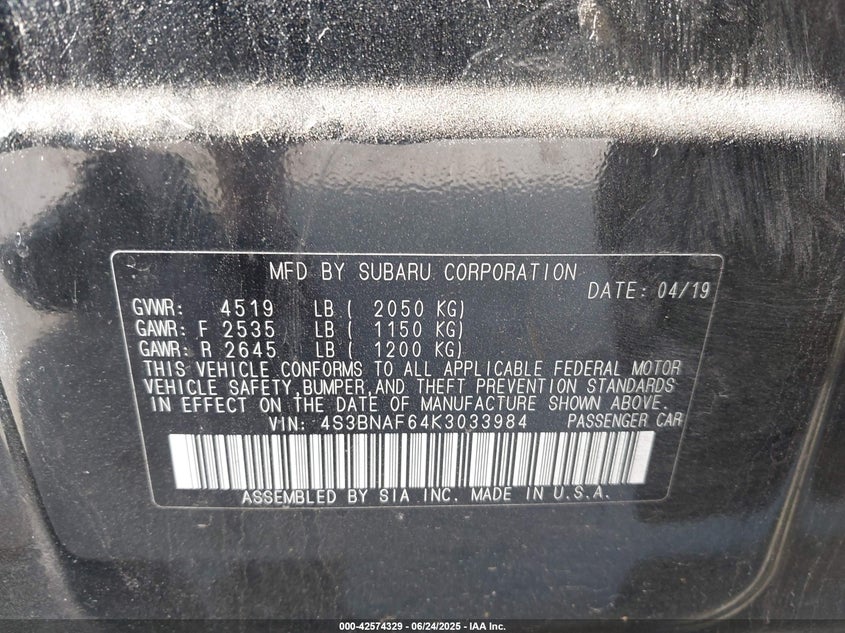 MFD BY SUBARU CORPORATION
DATE: 04/19
GVWR: 4519 LB ( 2050 KG)
GAWR: F 2535 LB ( 1150 KG)
GAWR: R 2645 LB ( 1200 KG)
THIS VEHICLE CONFORMS TO ALL APPLICABLE FEDERAL MOTOR
VEHICLE SAFETY, BUMPER, AND THEFT PREVENTION STANDARDS
IN EFFECT ON THE DATE OF MANUFACTURE SHOWN ABOVE.
VIN: 4S3BNAF64K3033984 PASSENGER CAR
ASSEMBLED BY SIA INC. MADE IN U.S.A.
000-42574329 - 06/24/2025 - IAA Inc.